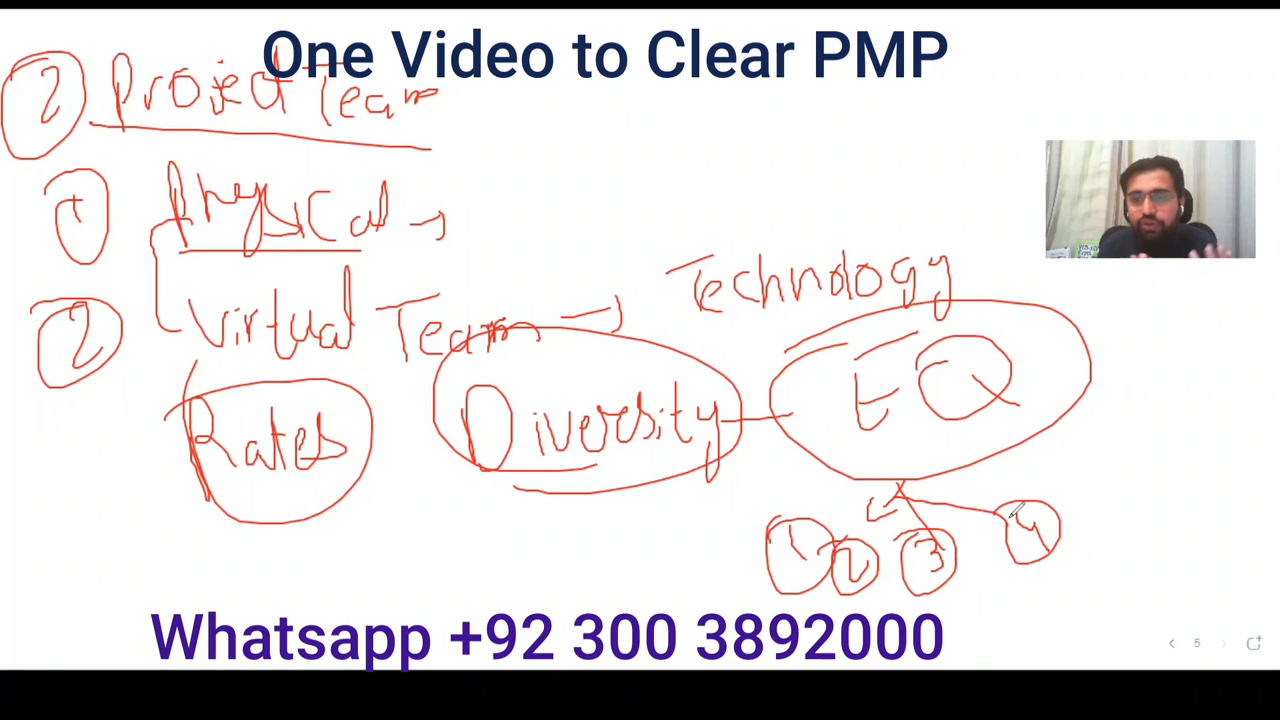 One Video to Clear PMP
2 Project Team
1 Physical
2 Virtual Team → Technology
Rates Diversity EQ
1 2 3 4
Whatsapp +92 300 3892000
5